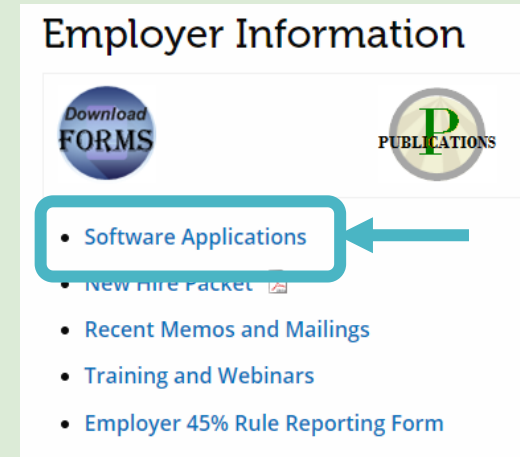 Employer Information
Download
FORMS
P
PUBLICATIONS
Software Applications
New Hire Packet
Recent Memos and Mailings
Training and Webinars
Employer 45% Rule Reporting Form